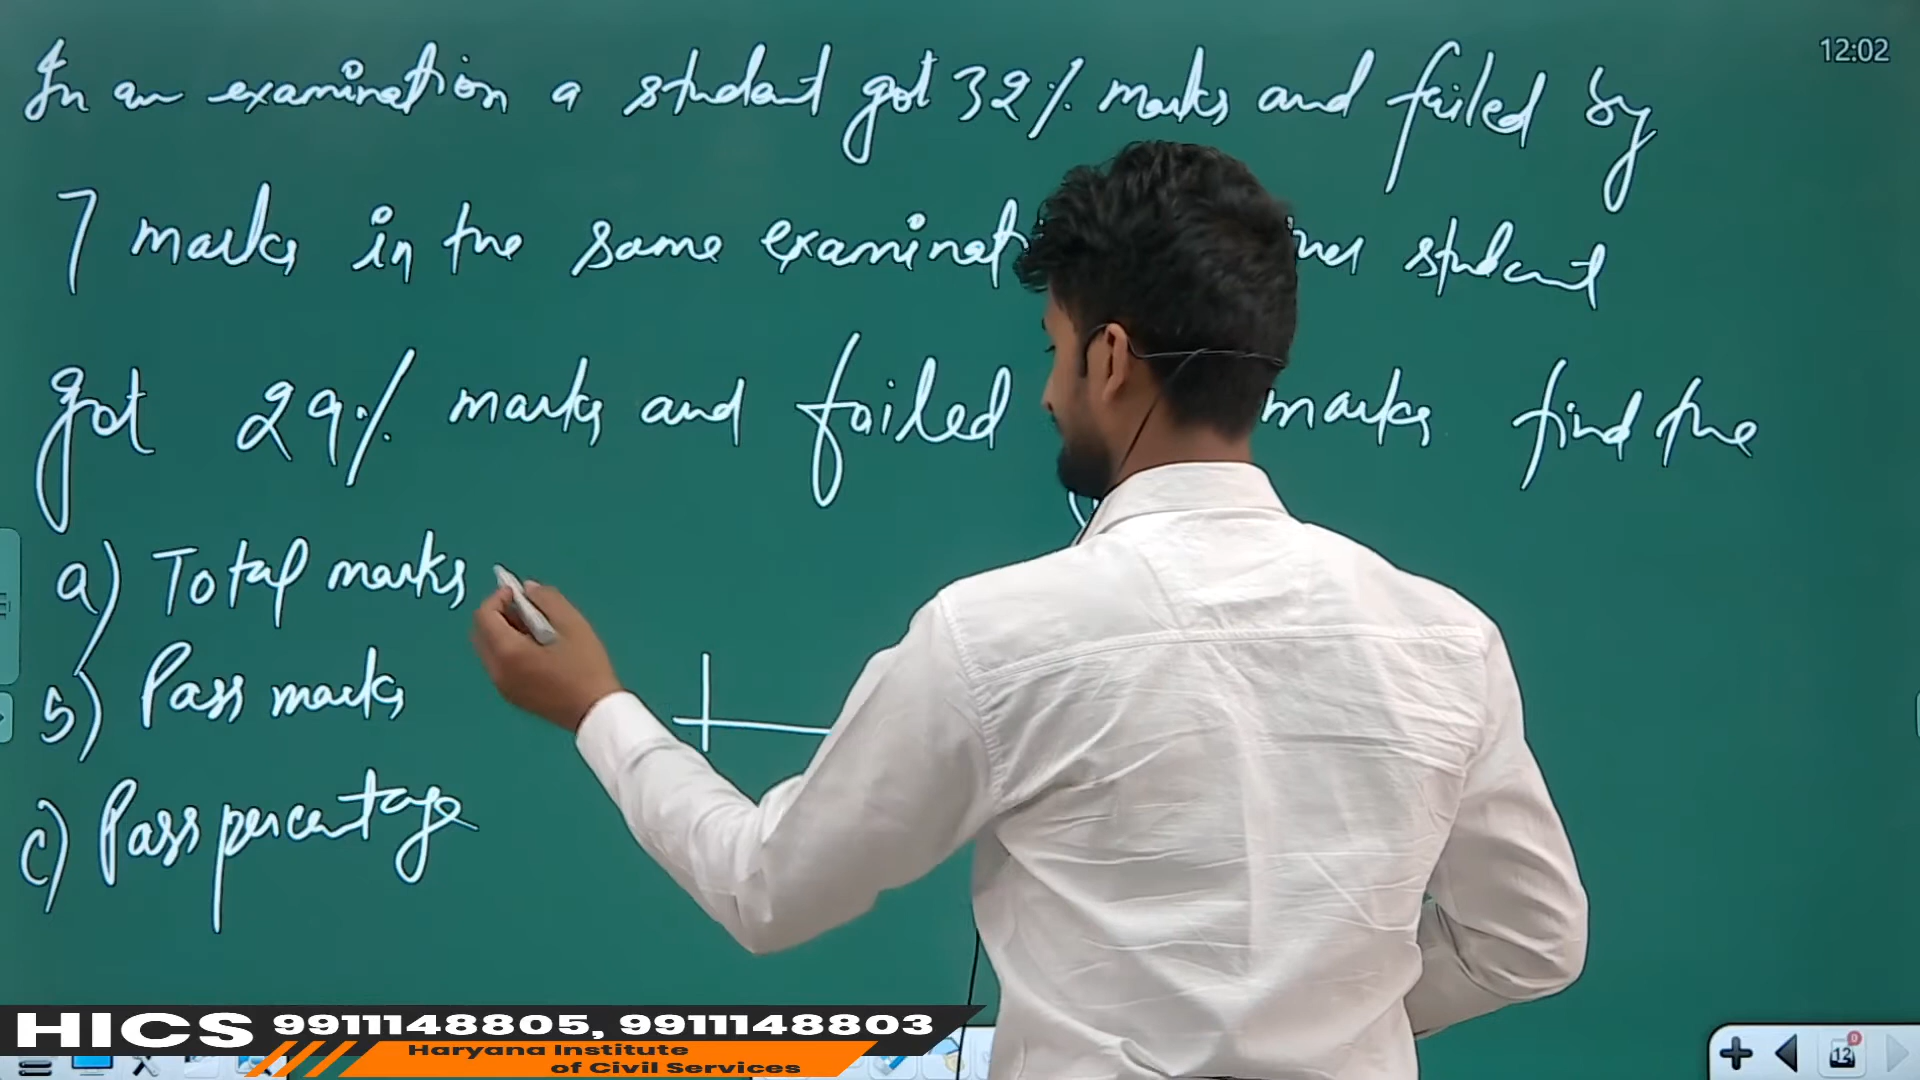 12:02
In an examination a student got 32% marks and failed by
7 marks in the same examinati student
got 29% marks and failed marks find the
a) Total marks
b) Pass marks
c) Pass percentage
HICS 9911148805, 9911148803
Haryana Institute
of Civil Services
12